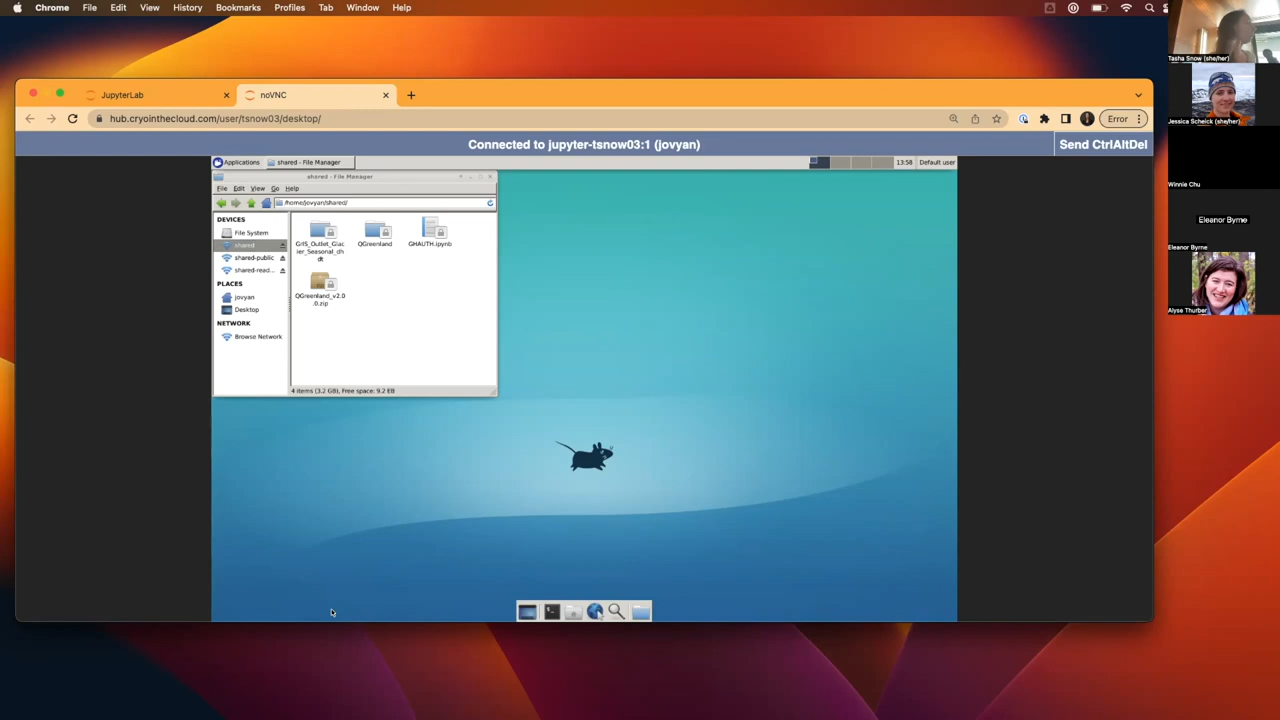 Chrome File Edit View History Bookmarks Profiles Tab Window Help
JupyterLab
noVNC
hub.cryointhecloud.com/user/tsnow03/desktop/
Error
Connected to jupyter-tsnow03:1 (jovyan)
Send CtrlAltDel
Applications
shared - File Manager
13:58
Default user
shared - File Manager
File Edit View Go Help
/home/jovyan/shared/
DEVICES
File System
shared
shared-public
shared-read...
PLACES
jovyan
Desktop
NETWORK
Browse Network
GrIS_Outlet_Glac
ier_Seasonal_dh
dt
QGreenland
GHAUTH.ipynb
QGreenland_v2.0
.0.zip
4 items (3.2 GB), Free space: 9.2 EB
Tasha Snow (she/her)
Jessica Scheick (she/her)
Winnie Chu
Eleanor Byrne
Eleanor Byrne
Alyse Thurber